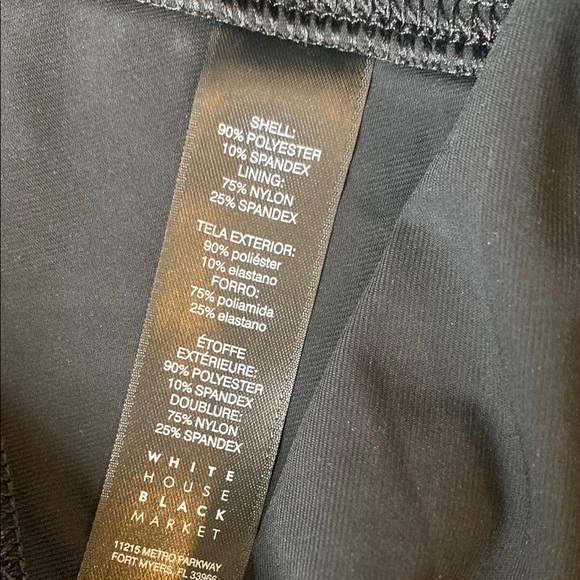 SHELL:
90% POLYESTER
10% SPANDEX
LINING:
75% NYLON
25% SPANDEX
TELA EXTERIOR:
90% poliéster
10% elastano
FORRO:
75% poliamida
25% elastano
ÉTOFFE
EXTÉRIEURE:
90% POLYESTER
10% SPANDEX
DOUBLURE:
75% NYLON
25% SPANDEX
WHITE
HOUSE
BLACK
MARKET
11215 METRO PARKWAY
FORT MYERS, FL 33966